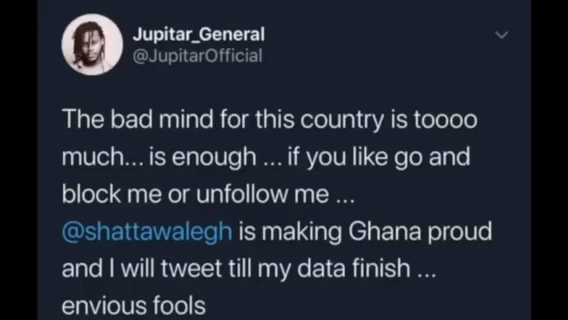 Jupitar_General
@JupitarOfficial
The bad mind for this country is toooo
much... is enough ... if you like go and
block me or unfollow me ...
@shattawalegh is making Ghana proud
and I will tweet till my data finish ...
envious fools